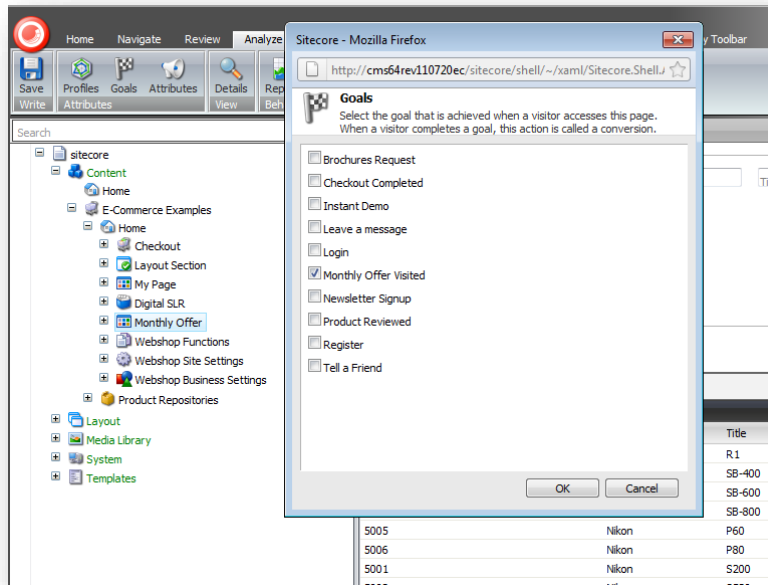 Home Navigate Review Analyze
y Toolbar
Save Profiles Goals Attributes Details Rep
Write Attributes View Beh
Search
sitecore
Content
Home
E-Commerce Examples
Home
Checkout
Layout Section
My Page
Digital SLR
Monthly Offer
Webshop Functions
Webshop Site Settings
Webshop Business Settings
Product Repositories
Layout
Media Library
System
Templates
Sitecore - Mozilla Firefox
http://cms64rev110720ec/sitecore/shell/~/xaml/Sitecore.Shell.
Goals
Select the goal that is achieved when a visitor accesses this page.
When a visitor completes a goal, this action is called a conversion.
Brochures Request
Checkout Completed
Instant Demo
Leave a message
Login
Monthly Offer Visited
Newsletter Signup
Product Reviewed
Register
Tell a Friend
OK Cancel
Ti
Title
R1
SB-400
SB-600
SB-800
5005 Nikon P60
5006 Nikon P80
5001 Nikon S200